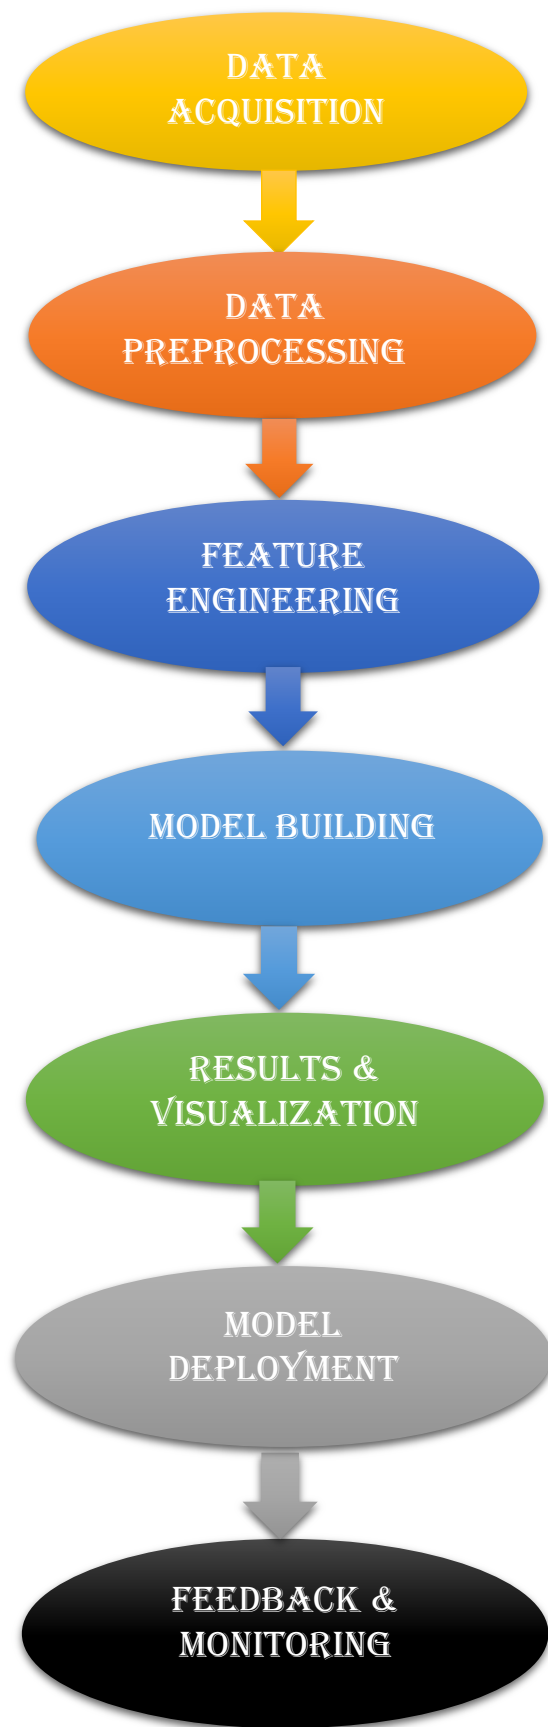 DATA
ACQUISITION
DATA
PREPROCESSING
FEATURE
ENGINEERING
MODEL BUILDING
RESULTS &
VISUALIZATION
MODEL
DEPLOYMENT
FEEDBACK &
MONITORING